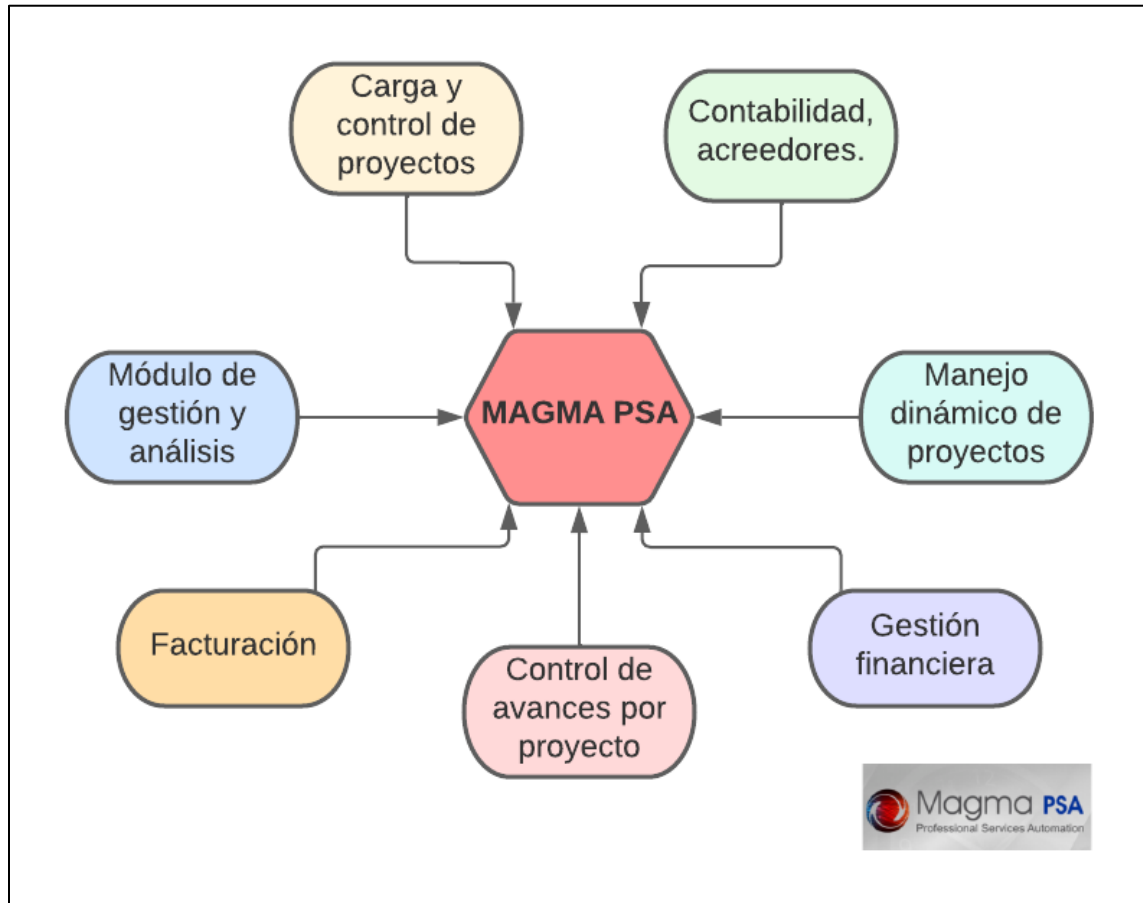 Carga y
control de
proyectos
Contabilidad,
acreedores.
Módulo de
gestión y
análisis
MAGMA PSA
Manejo
dinámico de
proyectos
Facturación
Control de
avances por
proyecto
Gestión
financiera
Magma PSA
Professional Services Automation